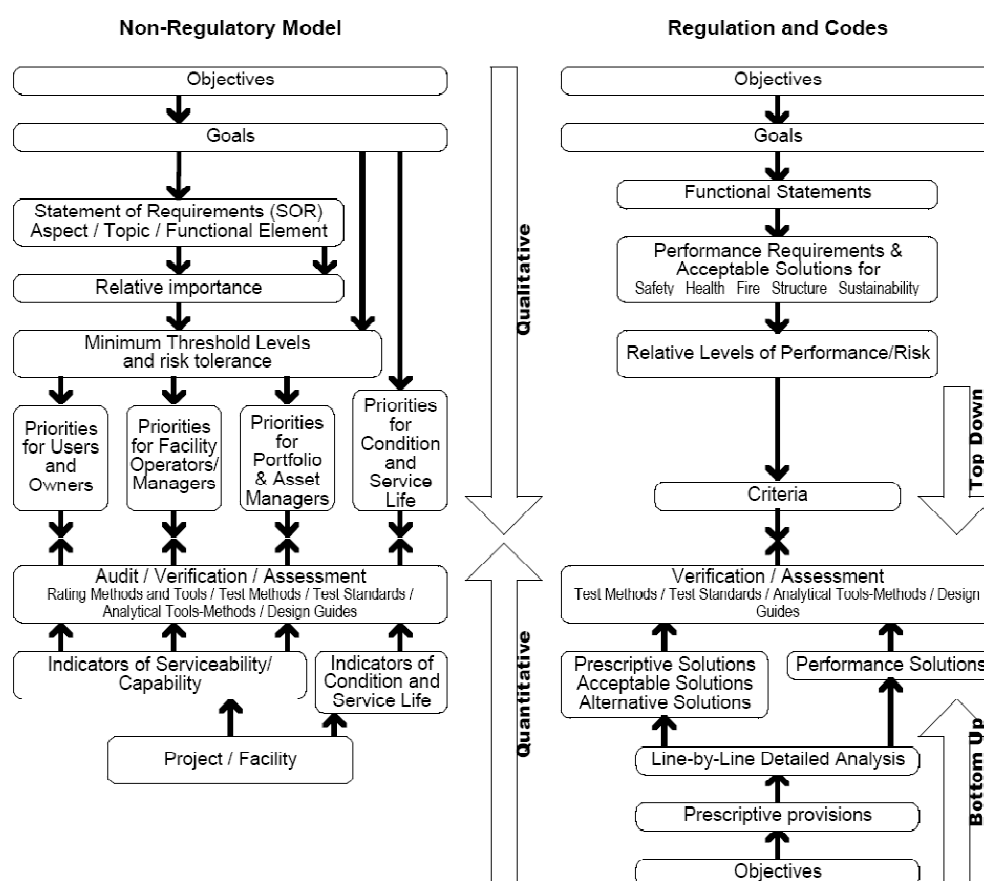 Non-Regulatory Model
Objectives
Goals
Statement of Requirements (SOR)
Aspect / Topic / Functional Element
Relative importance
Minimum Threshold Levels
and risk tolerance
Priorities
for Users
and
Owners
Priorities
for Facility
Operators/
Managers
Priorities
for
Portfolio
& Asset
Managers
Priorities
for
Condition
and
Service
Life
Audit / Verification / Assessment
Rating Methods and Tools / Test Methods / Test Standards /
Analytical Tools-Methods / Design Guides
Indicators of Serviceability/
Capability
Indicators of
Condition and
Service Life
Project / Facility
Qualitative
Quantitative
Regulation and Codes
Objectives
Goals
Functional Statements
Performance Requirements &
Acceptable Solutions for
Safety Health Fire Structure Sustainability
Relative Levels of Performance/Risk
Criteria
Verification / Assessment
Test Methods / Test Standards / Analytical Tools-Methods / Design
Guides
Prescriptive Solutions
Acceptable Solutions
Alternative Solutions
Performance Solutions
Line-by-Line Detailed Analysis
Prescriptive provisions
Objectives
Top Down
Bottom Up